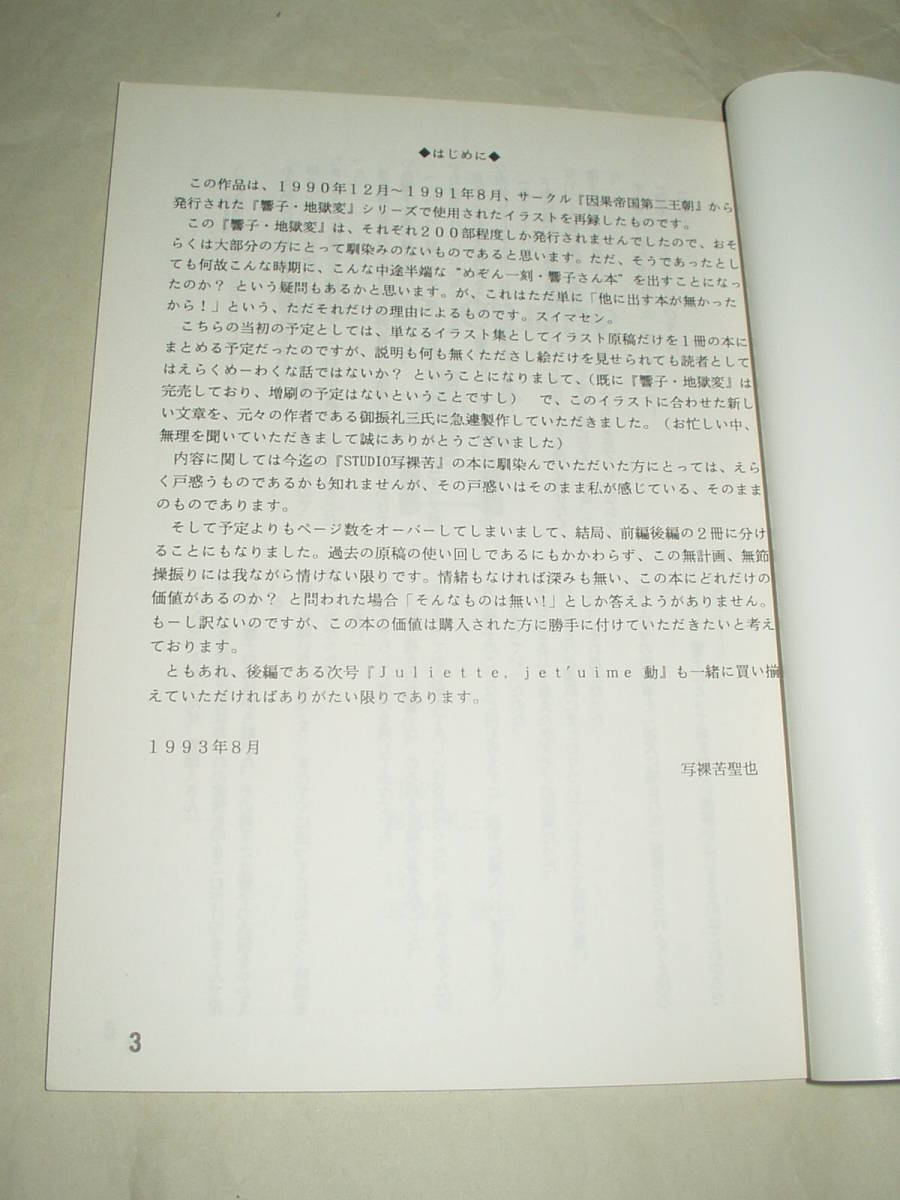 ◆はじめに◆
この作品は、1990年12月～1991年8月、サークル『因果帝国第二王朝』から
発行された『響子・地獄変』シリーズで使用されたイラストを再録したものです。
この『響子・地獄変』は、それぞれ200部程度しか発行されませんでしたので、おそ
らくは大部分の方にとって馴染みのないものであると思います。ただ、そうであったとし
ても何故こんな時期に、こんな中途半端な“めぞん一刻・響子さん本”を出すことになっ
たのか？ という疑問もあるかと思います。が、これはただ単に「他に出す本が無かった
から！」という、ただそれだけの理由によるものです。スイマセン。
こちらの当初の予定としては、単なるイラスト集としてイラスト原稿だけを1冊の本に
まとめる予定だったのですが、説明も何も無くたださし絵だけを見せられても読者として
はえらくめーわくな話ではないか？ ということになりまして、（既に『響子・地獄変』は
完売しており、増刷の予定はないということですし） で、このイラストに合わせた新し
い文章を、元々の作者である御振礼三氏に急遽製作していただきました。（お忙しい中、
無理を聞いていただきまして誠にありがとうございました）
内容に関しては今迄の『STUDIO写裸苦』の本に馴染んでいただいた方にとっては、えら
く戸惑うものであるかも知れませんが、その戸惑いはそのまま私が感じている、そのまま
のものであります。
そして予定よりもページ数をオーバーしてしまいまして、結局、前編後編の2冊に分け
ることにもなりました。過去の原稿の使い回しであるにもかかわらず、この無計画、無節
操振りには我ながら情けない限りです。情緒もなければ深みも無い、この本にどれだけの
価値があるのか？ と問われた場合「そんなものは無い！」としか答えようがありません。
もーし訳ないのですが、この本の価値は購入された方に勝手に付けていただきたいと考え
ております。
ともあれ、後編である次号『Juliette, jet'uime 動』も一緒に買い揃
えていただければありがたい限りであります。
1993年8月
写裸苦聖也
3